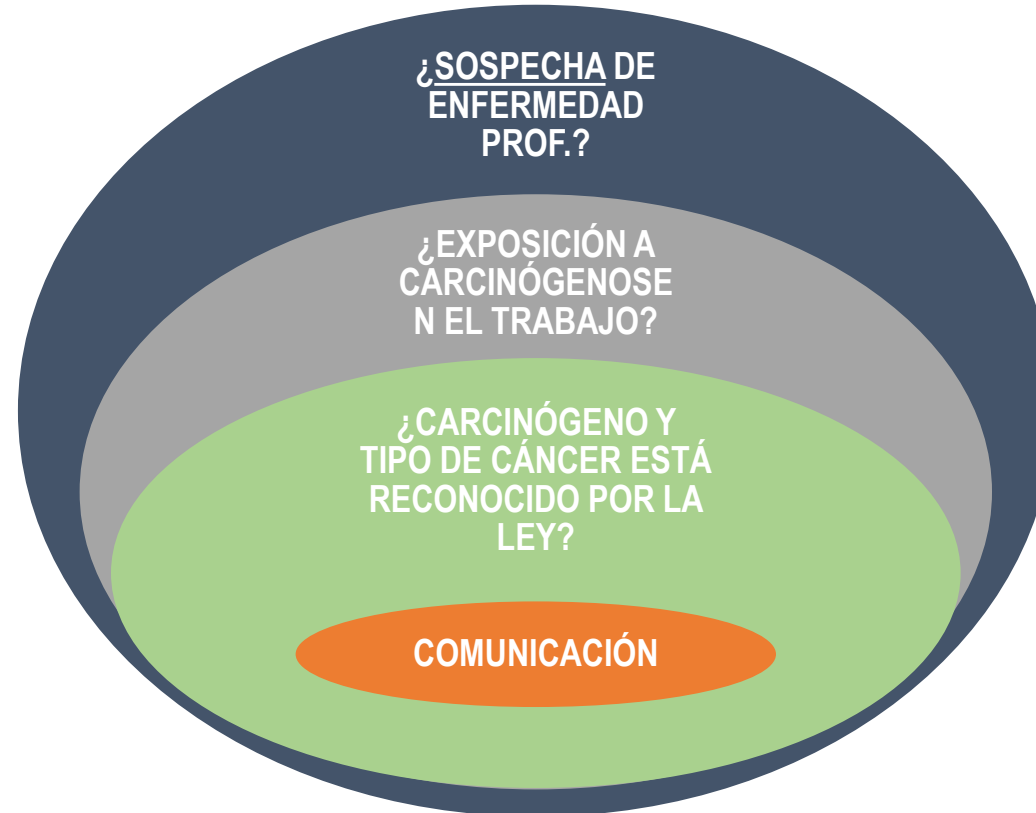 ¿SOSPECHA DE
ENFERMEDAD
PROF.?
¿EXPOSICIÓN A
CARCINÓGENOSE
N EL TRABAJO?
¿CARCINÓGENO Y
TIPO DE CÁNCER ESTÁ
RECONOCIDO POR LA
LEY?
COMUNICACIÓN